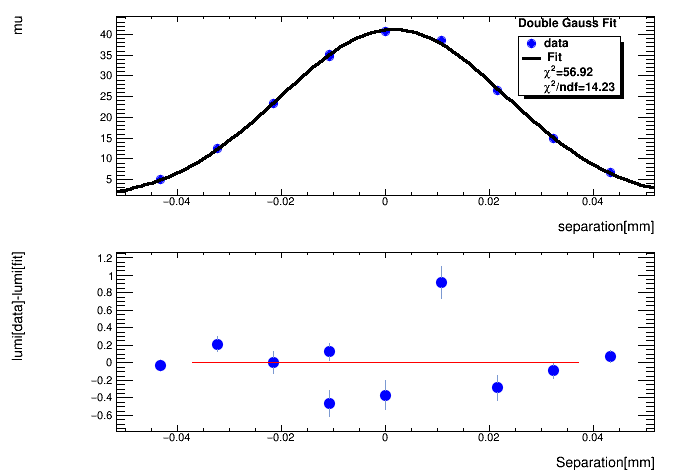 mu
Double Gauss Fit
data
Fit
χ²=56.92
χ²/ndf=14.23
40
35
30
25
20
15
10
5
−0.04 −0.02 0 0.02 0.04
separation[mm]
lumi[data]-lumi[fit]
1.2
1
0.8
0.6
0.4
0.2
0
−0.2
−0.4
−0.6
−0.04 −0.02 0 0.02 0.04
Separation[mm]